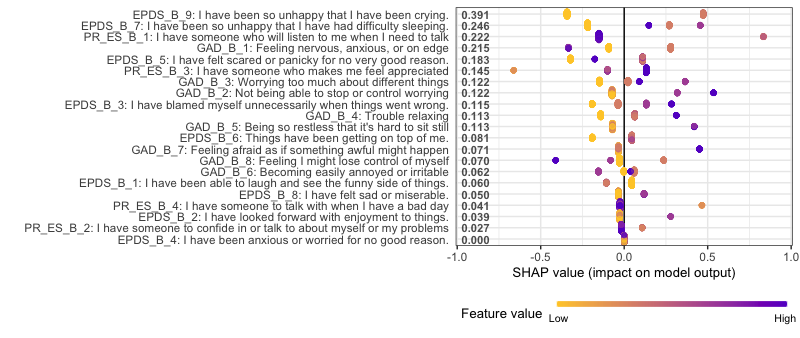 EPDS_B_9: I have been so unhappy that I have been crying. 0.391
EPDS_B_7: I have been so unhappy that I have had difficulty sleeping. 0.246
PR_ES_B_1: I have someone who will listen to me when I need to talk 0.222
GAD_B_1: Feeling nervous, anxious, or on edge 0.215
EPDS_B_5: I have felt scared or panicky for no very good reason. 0.183
PR_ES_B_3: I have someone who makes me feel appreciated 0.145
GAD_B_3: Worrying too much about different things 0.122
GAD_B_2: Not being able to stop or control worrying 0.122
EPDS_B_3: I have blamed myself unnecessarily when things went wrong. 0.115
GAD_B_4: Trouble relaxing 0.113
GAD_B_5: Being so restless that it's hard to sit still 0.113
EPDS_B_6: Things have been getting on top of me. 0.081
GAD_B_7: Feeling afraid as if something awful might happen 0.071
GAD_B_8: Feeling I might lose control of myself 0.070
GAD_B_6: Becoming easily annoyed or irritable 0.062
EPDS_B_1: I have been able to laugh and see the funny side of things. 0.060
EPDS_B_8: I have felt sad or miserable. 0.050
PR_ES_B_4: I have someone to talk with when I have a bad day 0.041
EPDS_B_2: I have looked forward with enjoyment to things. 0.039
PR_ES_B_2: I have someone to confide in or talk to about myself or my problems 0.027
EPDS_B_4: I have been anxious or worried for no good reason. 0.000
-1.0 -0.5 0.0 0.5 1.0
SHAP value (impact on model output)
Feature value Low High